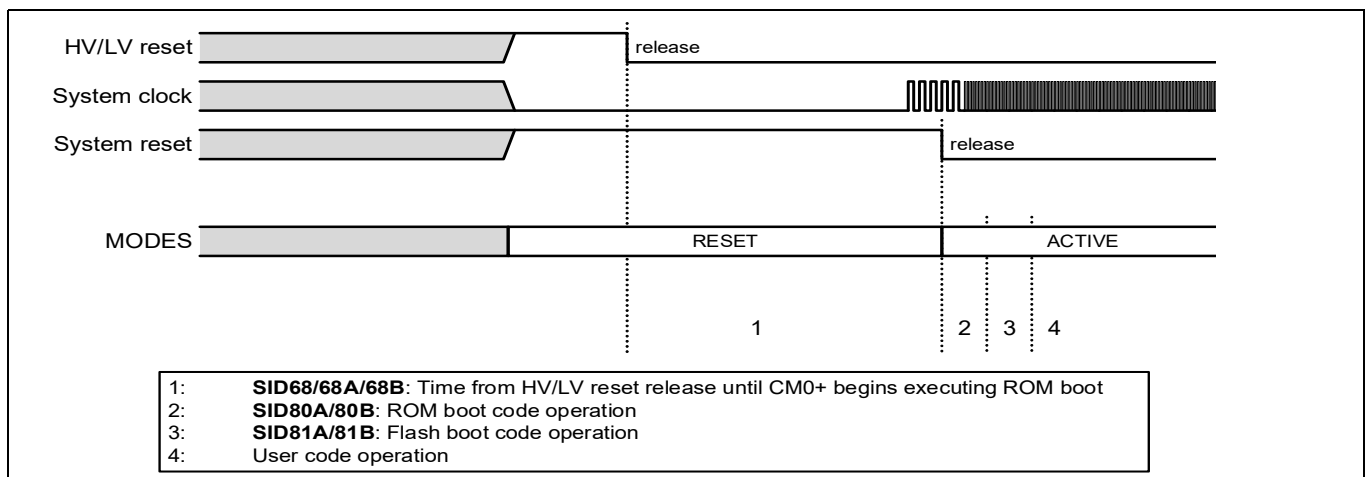 HV/LV reset
release
System clock
System reset
release
MODES
RESET
ACTIVE
1
2
3
4
1: SID68/68A/68B: Time from HV/LV reset release until CM0+ begins executing ROM boot
2: SID80A/80B: ROM boot code operation
3: SID81A/81B: Flash boot code operation
4: User code operation